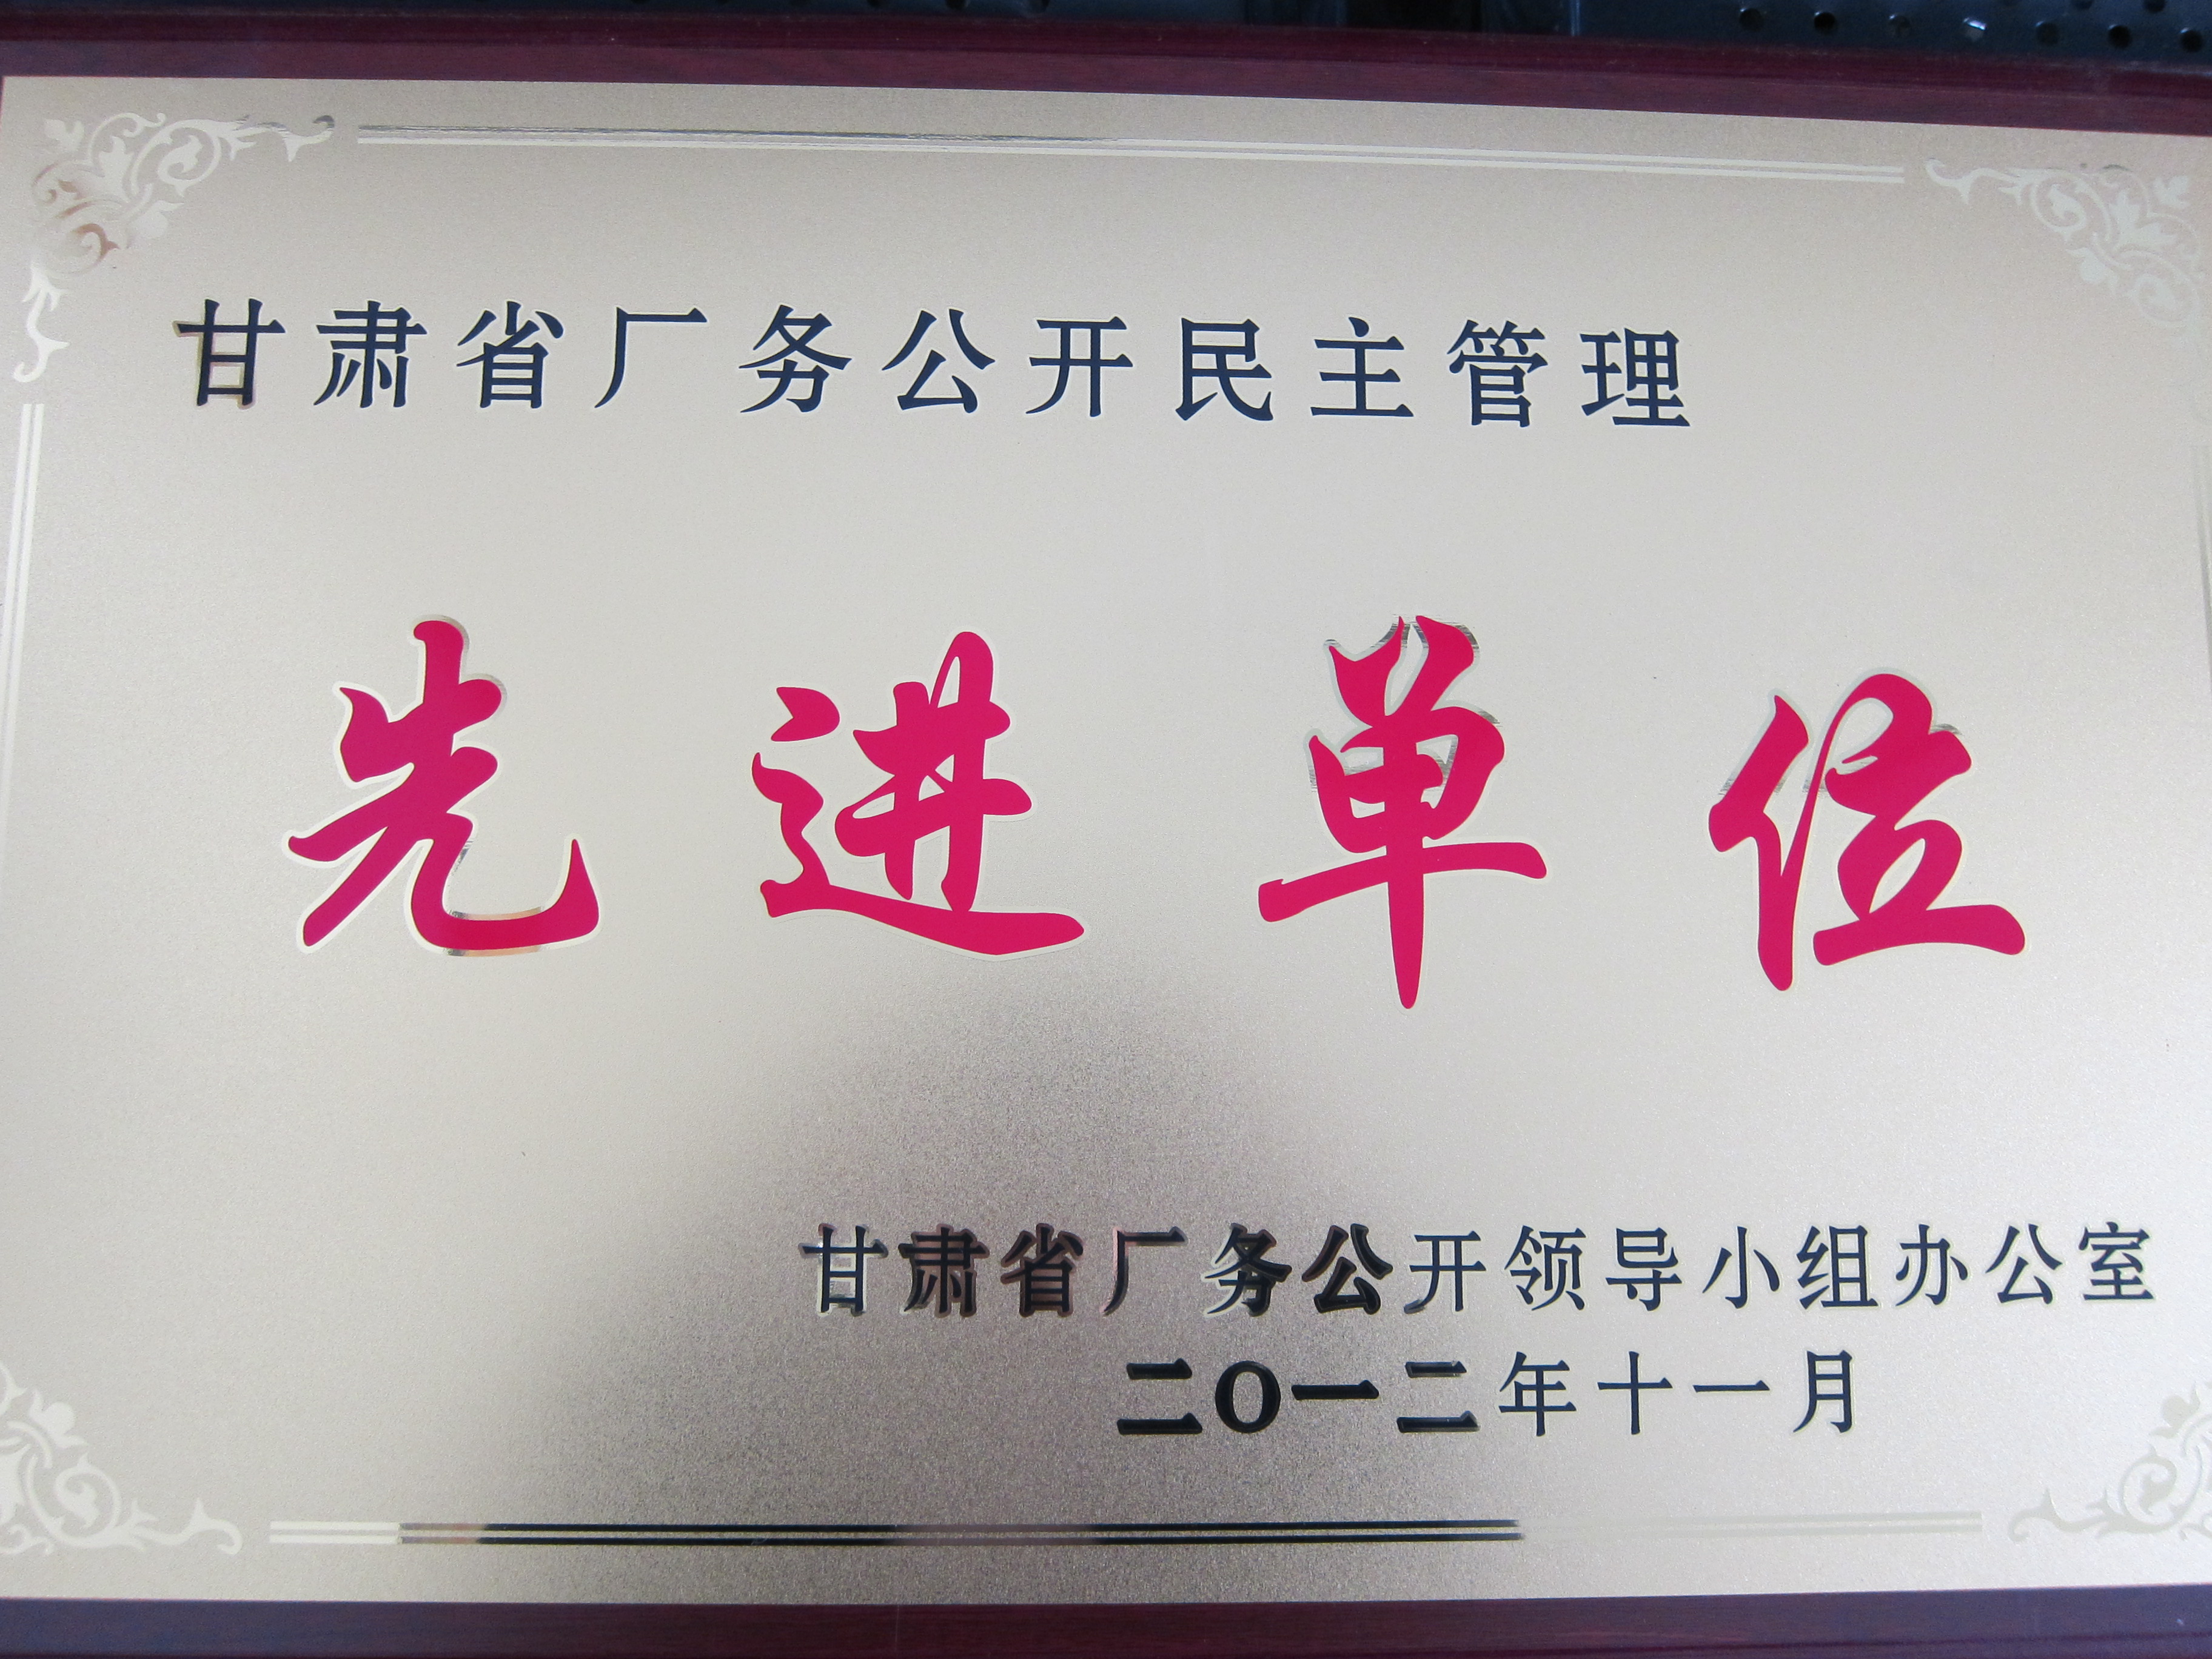 甘肃省厂务公开民主管理
先进单位
甘肃省厂务公开领导小组办公室
二〇一二年十一月